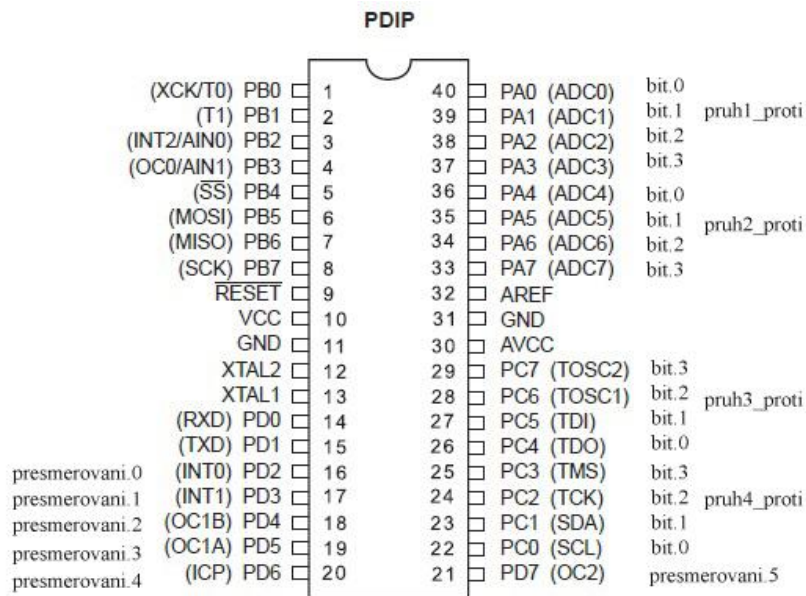 PDIP
(XCK/T0) PB0 1 40 PA0 (ADC0) bit.0
(T1) PB1 2 39 PA1 (ADC1) bit.1 pruh1_proti
(INT2/AIN0) PB2 3 38 PA2 (ADC2) bit.2
(OC0/AIN1) PB3 4 37 PA3 (ADC3) bit.3
(SS) PB4 5 36 PA4 (ADC4) bit.0
(MOSI) PB5 6 35 PA5 (ADC5) bit.1 pruh2_proti
(MISO) PB6 7 34 PA6 (ADC6) bit.2
(SCK) PB7 8 33 PA7 (ADC7) bit.3
RESET 9 32 AREF
VCC 10 31 GND
GND 11 30 AVCC
XTAL2 12 29 PC7 (TOSC2) bit.3
XTAL1 13 28 PC6 (TOSC1) bit.2 pruh3_proti
(RXD) PD0 14 27 PC5 (TDI) bit.1
(TXD) PD1 15 26 PC4 (TDO) bit.0
presmerovani.0 (INT0) PD2 16 25 PC3 (TMS) bit.3
presmerovani.1 (INT1) PD3 17 24 PC2 (TCK) bit.2 pruh4_proti
presmerovani.2 (OC1B) PD4 18 23 PC1 (SDA) bit.1
presmerovani.3 (OC1A) PD5 19 22 PC0 (SCL) bit.0
presmerovani.4 (ICP) PD6 20 21 PD7 (OC2) presmerovani.5